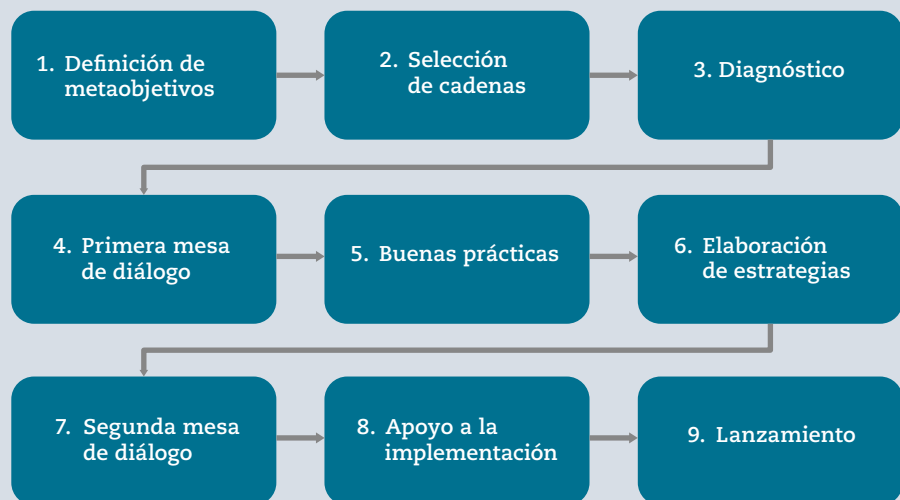 1. Definición de
metaobjetivos
2. Selección
de cadenas
3. Diagnóstico
4. Primera mesa
de diálogo
5. Buenas prácticas
6. Elaboración
de estrategias
7. Segunda mesa
de diálogo
8. Apoyo a la
implementación
9. Lanzamiento